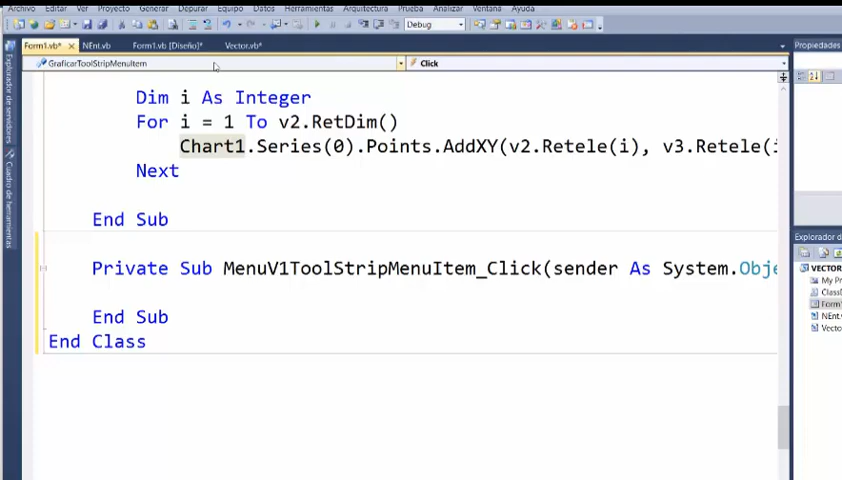 Archivo Editar Ver Proyecto Generar Depurar Equipo Datos Herramientas Arquitectura Prueba Analizar Ventana Ayuda
Debug
Form1.vb* NEnt.vb Form1.vb [Diseño]* Vector.vb*
GraficarToolStripMenuItem Click
Explorador de servidores
Cuadro de herramientas
Dim i As Integer
For i = 1 To v2.RetDim()
Chart1.Series(0).Points.AddXY(v2.Retele(i), v3.Retele(i
Next
End Sub
Private Sub MenuV1ToolStripMenuItem_Click(sender As System.Obje
End Sub
End Class
Propiedades
Explorador de
VECTOR
My Pr
ClassD
Form
NEnt.v
Vecto